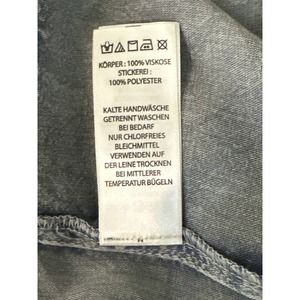 KÖRPER : 100% VISKOSE
STICKEREI :
100% POLYESTER
KALTE HANDWÄSCHE
GETRENNT WASCHEN
BEI BEDARF
NUR CHLORFREIES
BLEICHMITTEL
VERWENDEN AUF
DER LEINE TROCKNEN
BEI MITTLERER
TEMPERATUR BÜGELN